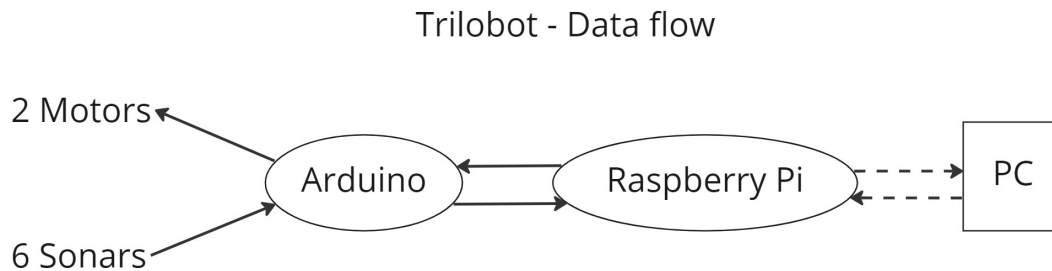 Trilobot - Data flow
2 Motors
Arduino
Raspberry Pi
PC
6 Sonars